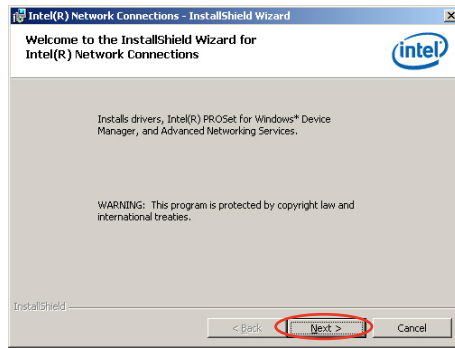 Intel(R) Network Connections - InstallShield Wizard
Welcome to the InstallShield Wizard for
Intel(R) Network Connections
intel
Installs drivers, Intel(R) PROSet for Windows* Device
Manager, and Advanced Networking Services.
WARNING: This program is protected by copyright law and
international treaties.
InstallShield
< Back Next > Cancel